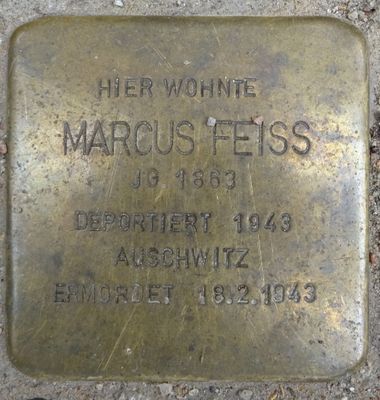 HIER WOHNTE
MARCUS FEISS
JG. 1863
DEPORTIERT 1943
AUSCHWITZ
ERMORDET 18.2.1943